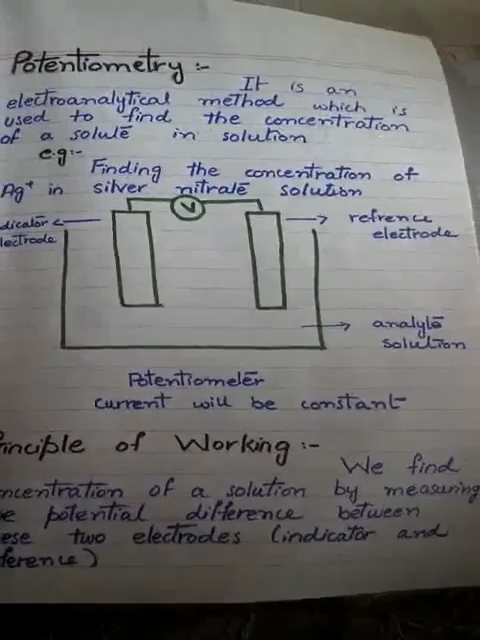 Potentiometry :-
It is an
electroanalytical method which is
used to find the concentration
of a solute in solution
e.g:-
Finding the concentration of
Ag+ in silver nitrate solution
V
dicator
refrence
lectrode
electrode
analyte
solution
Potentiometer
current will be constant
rinciple of Working :-
We find
ncentration of a solution by measuring
e potential difference between
ese two electrodes (indicator and
ference)